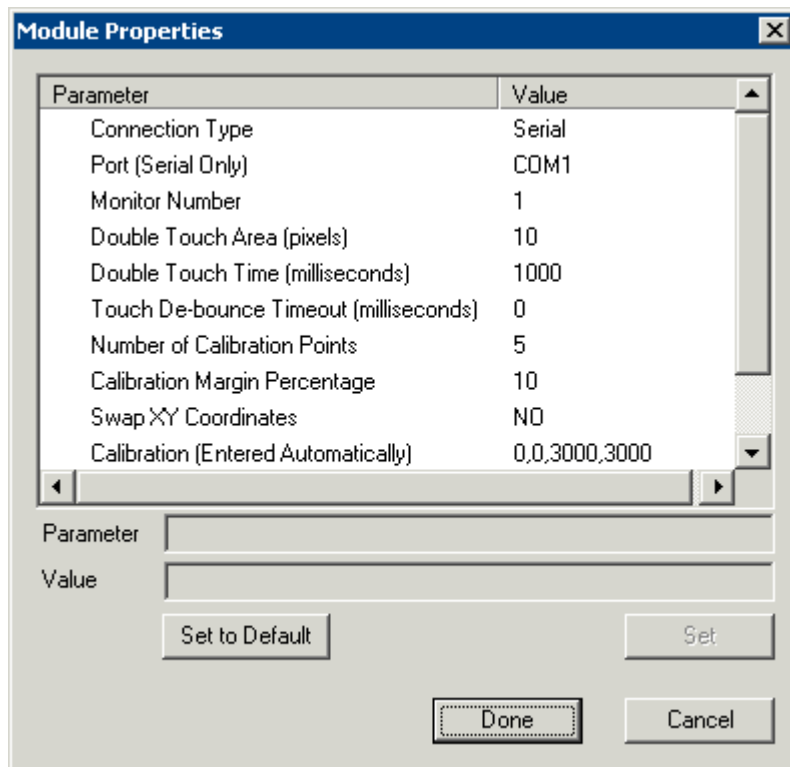 Module Properties
Parameter Value
Connection Type Serial
Port (Serial Only) COM1
Monitor Number 1
Double Touch Area (pixels) 10
Double Touch Time (milliseconds) 1000
Touch De-bounce Timeout (milliseconds) 0
Number of Calibration Points 5
Calibration Margin Percentage 10
Swap XY Coordinates NO
Calibration (Entered Automatically) 0,0,3000,3000
Parameter
Value
Set to Default Set
Done Cancel